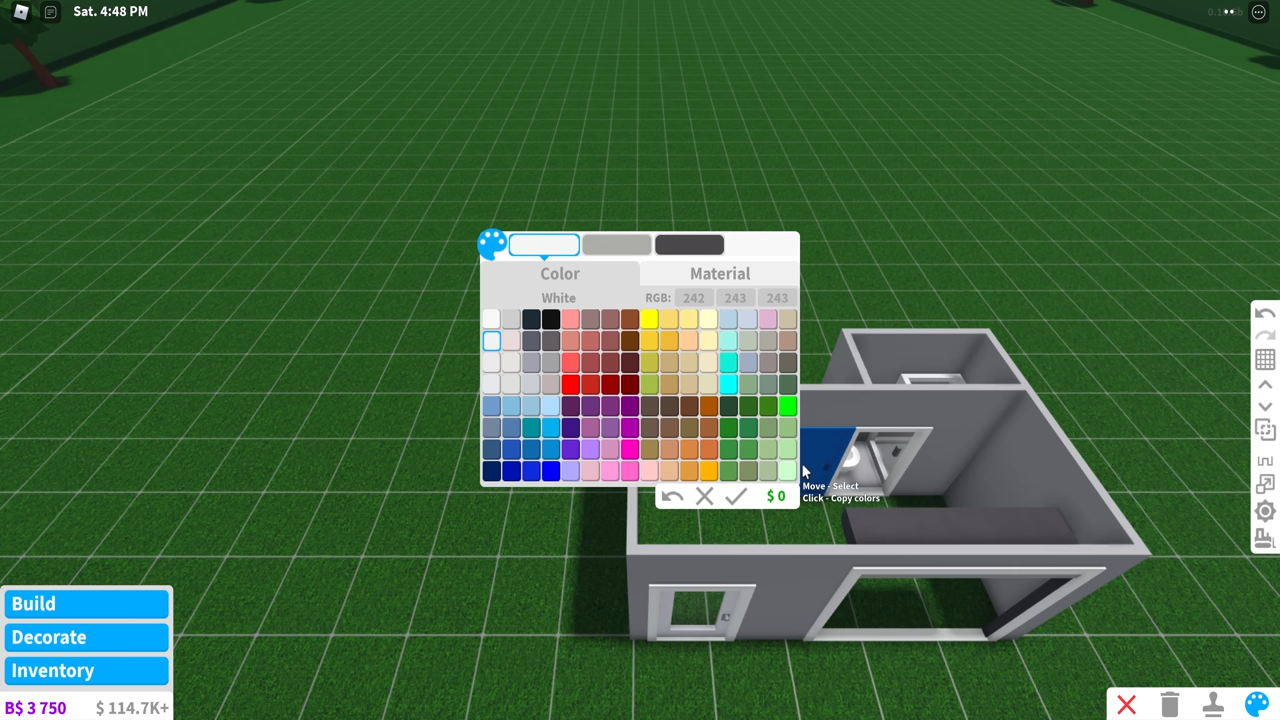 Sat. 4:48 PM
Color
Material
White
RGB: 242 243 243
Move - Select
Click - Copy colors
$ 0
Build
Decorate
Inventory
B$ 3 750 $ 114.7K+